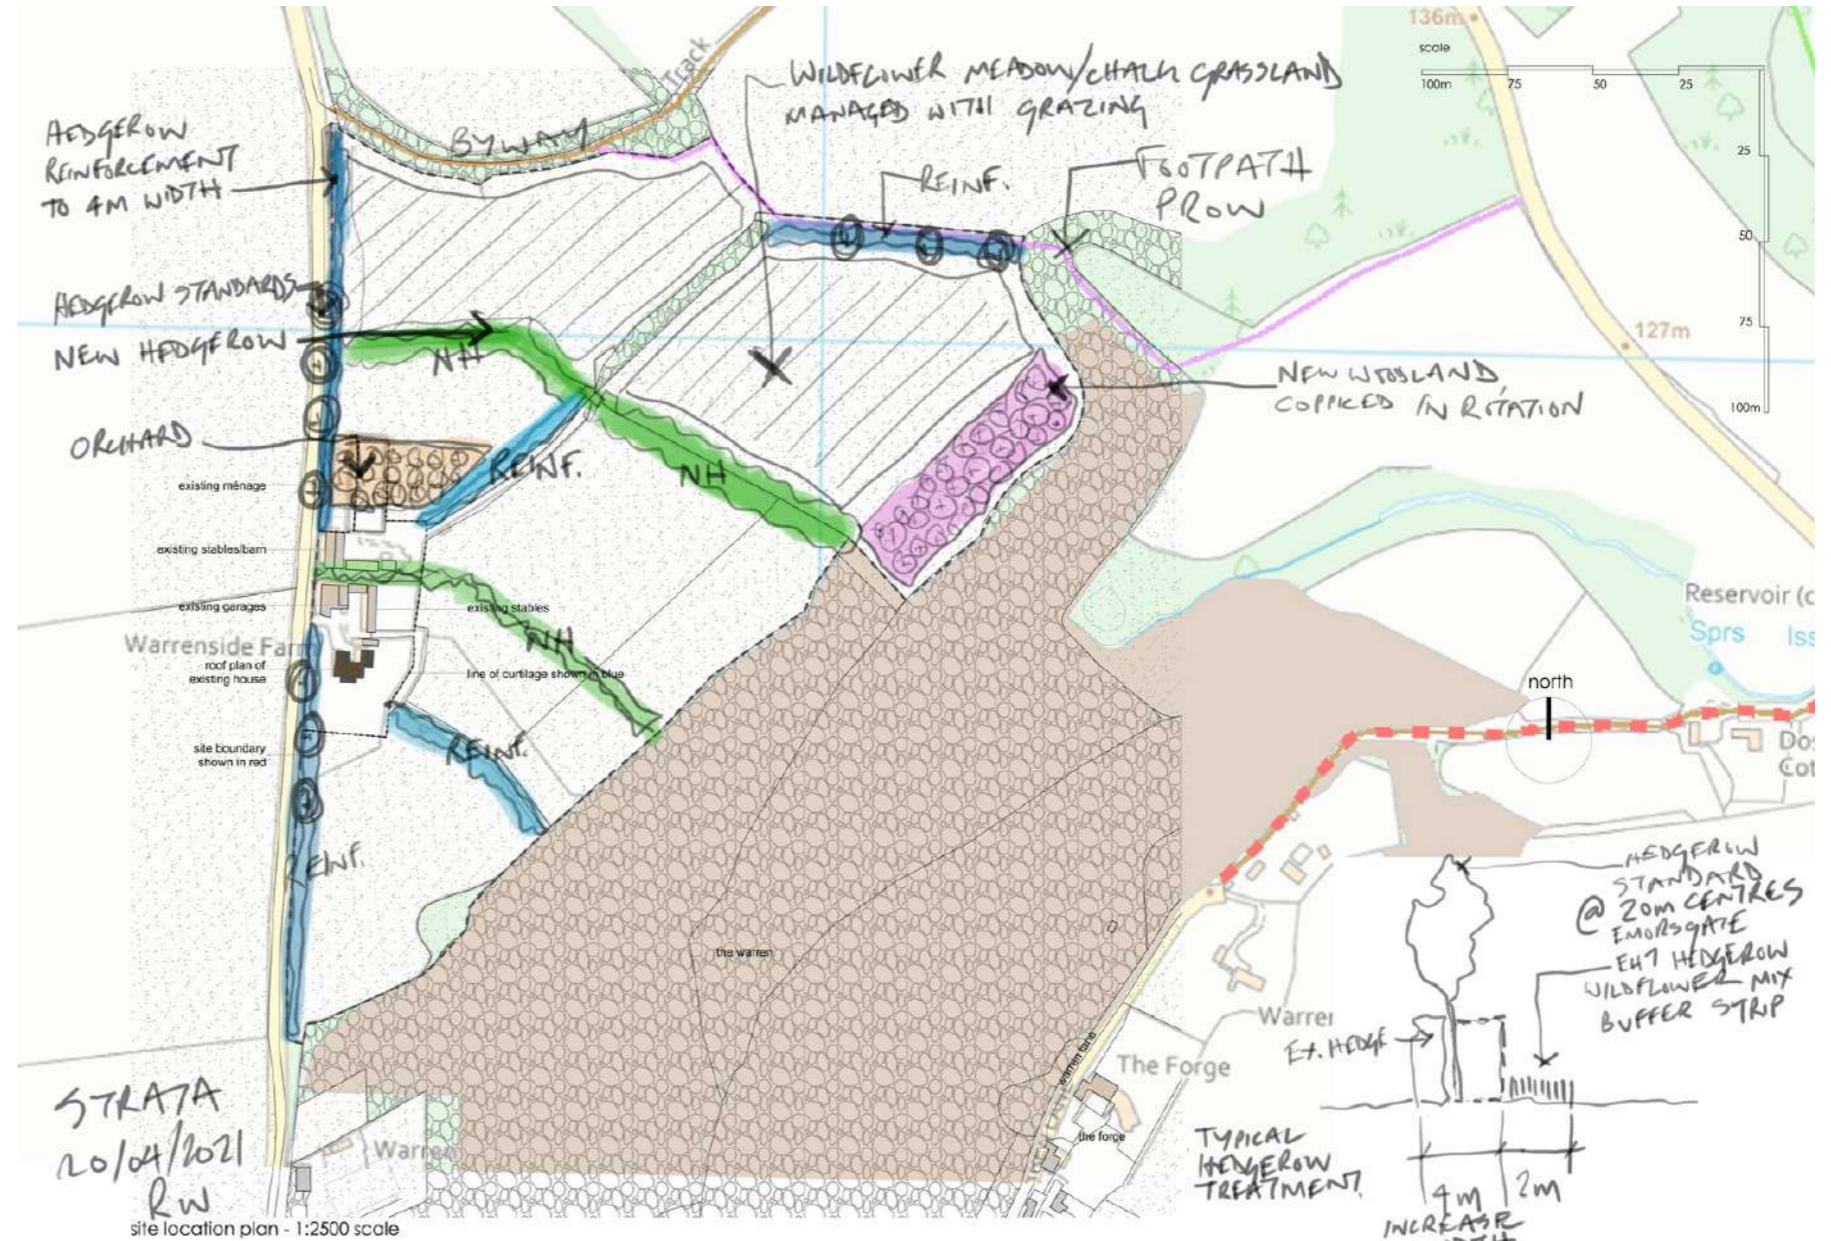 136m
scale
100m 75 50 25
25
50
75
100m
Track
WILDFLOWER MEADOW/CHALK GRASSLAND
MANAGED WITH GRAZING
HEDGEROW
REINFORCEMENT
TO 4M WIDTH
BYWAY
REINF.
FOOTPATH
PROW
HEDGEROW STANDARDS
NEW HEDGEROW
NH
127m
NEW WOODLAND,
COPPICED IN ROTATION
ORCHARD
REINF.
NH
existing ménage
existing stables/barn
existing garages
existing stables
NH
Warrenside Farm
roof plan of
existing house
line of curtilage shown in blue
REINF.
site boundary
shown in red
REINF.
Reservoir (c
Sprs Iss
north
Dos
Cot
the warren
HEDGEROW
STANDARD
@ 20m CENTRES
EMORSGATE
EH7 HEDGEROW
WILDFLOWER MIX
BUFFER STRIP
EX. HEDGE
Warren
The Forge
warren lane
the forge
Warren
TYPICAL
HEDGEROW
TREATMENT.
4m 2m
INCREASE
STRATA
20/04/2021
RW
site location plan - 1:2500 scale